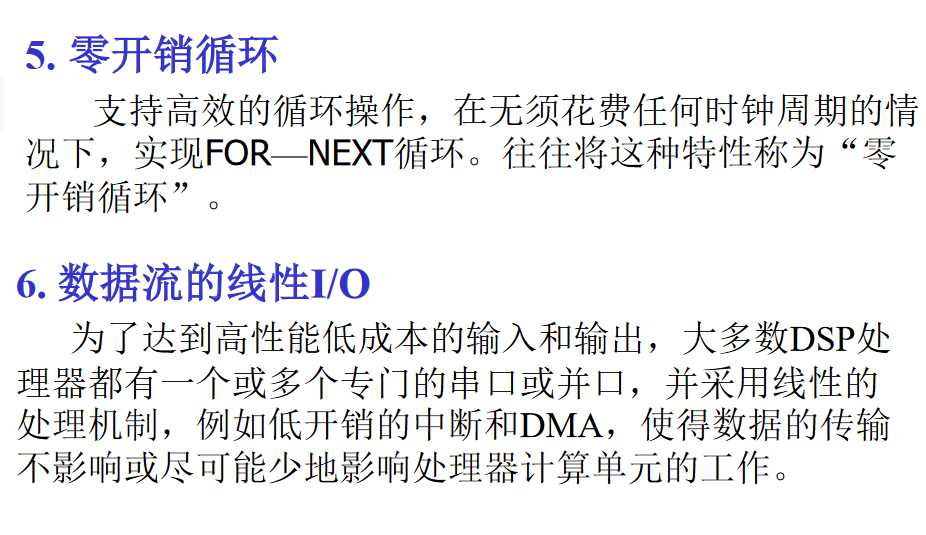 5. 零开销循环
支持高效的循环操作，在无须花费任何时钟周期的情
况下，实现FOR—NEXT循环。往往将这种特性称为“零
开销循环”。
6. 数据流的线性I/O
为了达到高性能低成本的输入和输出，大多数DSP处
理器都有一个或多个专门的串口或并口，并采用线性的
处理机制，例如低开销的中断和DMA，使得数据的传输
不影响或尽可能少地影响处理器计算单元的工作。